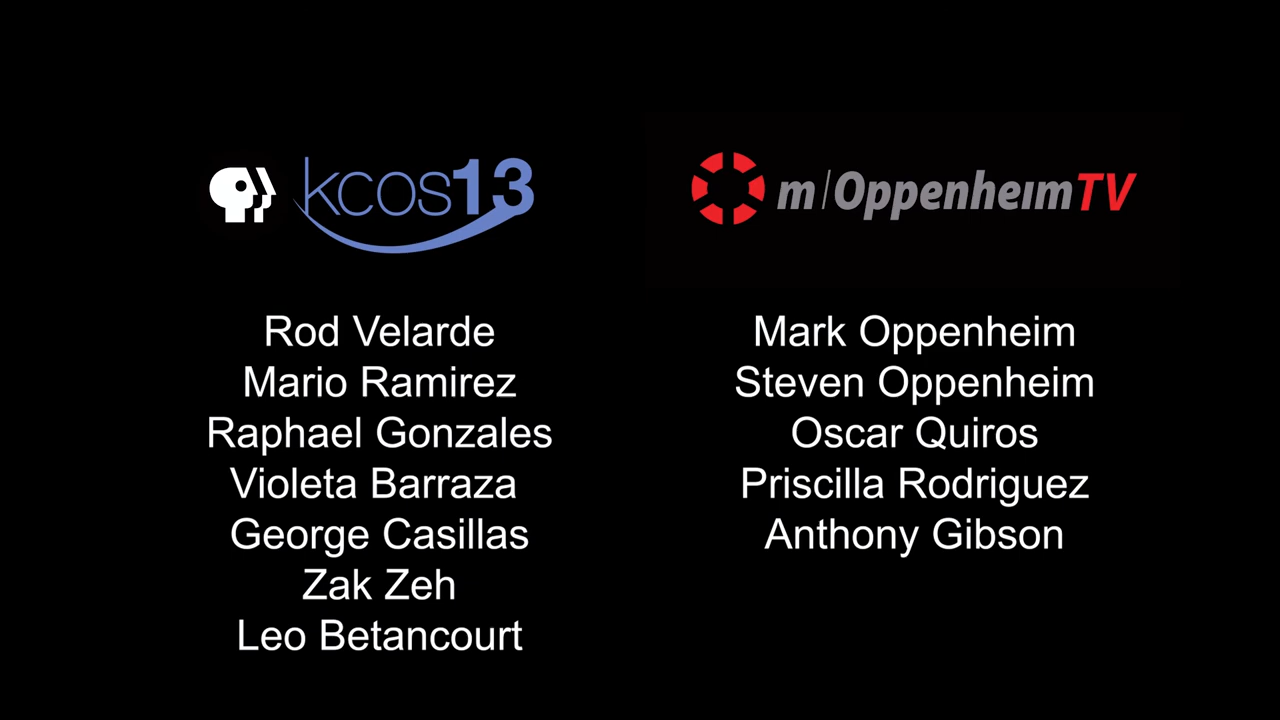 kcos13
Rod Velarde
Mario Ramirez
Raphael Gonzales
Violeta Barraza
George Casillas
Zak Zeh
Leo Betancourt
m/OppenheimTV
Mark Oppenheim
Steven Oppenheim
Oscar Quiros
Priscilla Rodriguez
Anthony Gibson